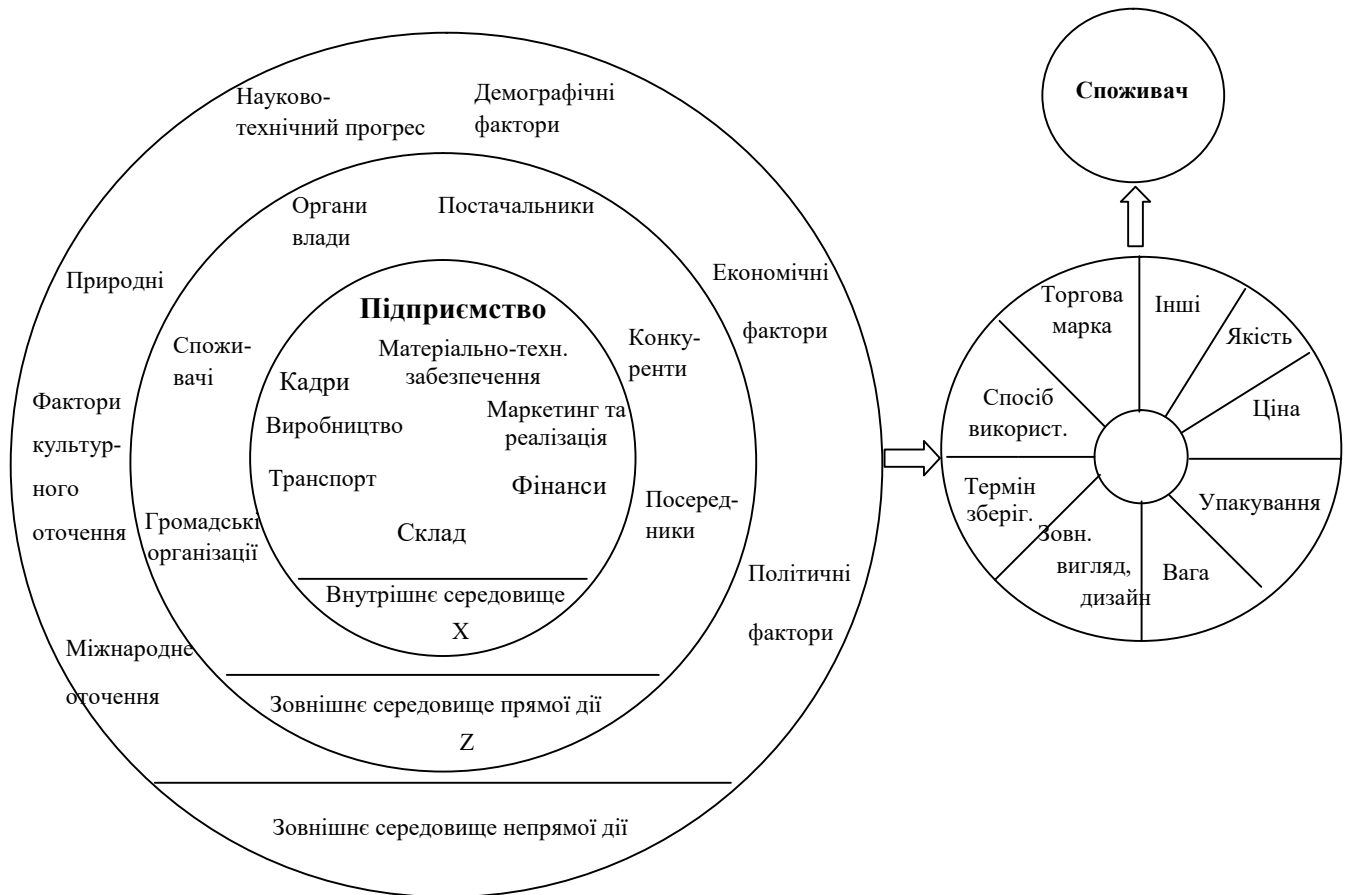 Науково-
технічний прогрес
Демографічні
фактори
Органи
влади
Постачальники
Природні
Економічні
фактори
Підприємство
Споживач
Матеріально-техн.
забезпечення
Кадри
Виробництво
Маркетинг та
реалізація
Транспорт
Фінанси
Склад
Внутрішнє середовище
X
Спожи-
вачі
Конку-
ренти
Фактори
культур-
ного
оточення
Громадські
організації
Посеред-
ники
Політичні
фактори
Міжнародне
оточення
Зовнішнє середовище прямої дії
Z
Зовнішнє середовище непрямої дії
Торгова
марка
Інші
Якість
Ціна
Упакування
Вага
Зовн.
вигляд,
дизайн
Термін
зберіг.
Спосіб
використ.